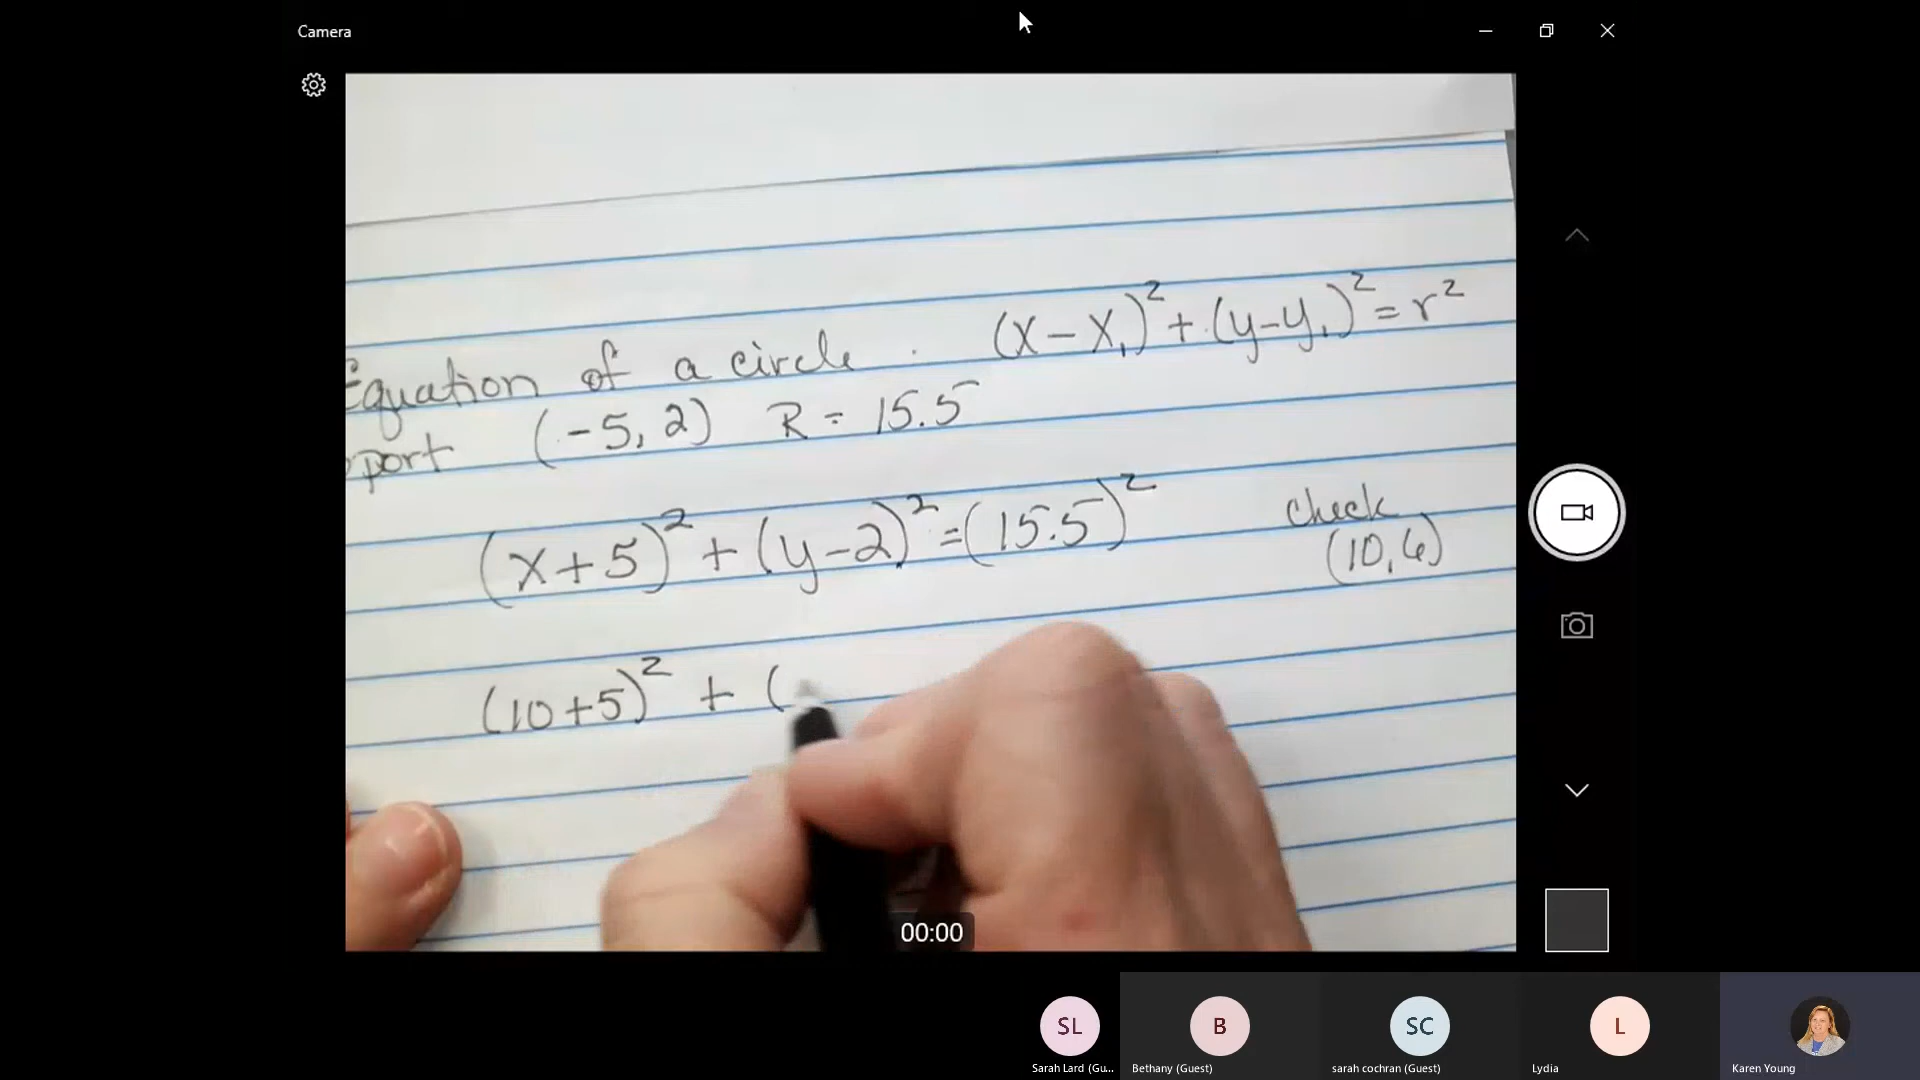 Camera
Equation of a circle . (x-x₁)²+(y-y₁)²=r²
port (-5, 2) R = 15.5
(x+5)² + (y-2)² = (15.5)²
check
(10,6)
(10+5)² + (
00:00
SL B SC L
Sarah Lard (Gu... Bethany (Guest) sarah cochran (Guest) Lydia Karen Young